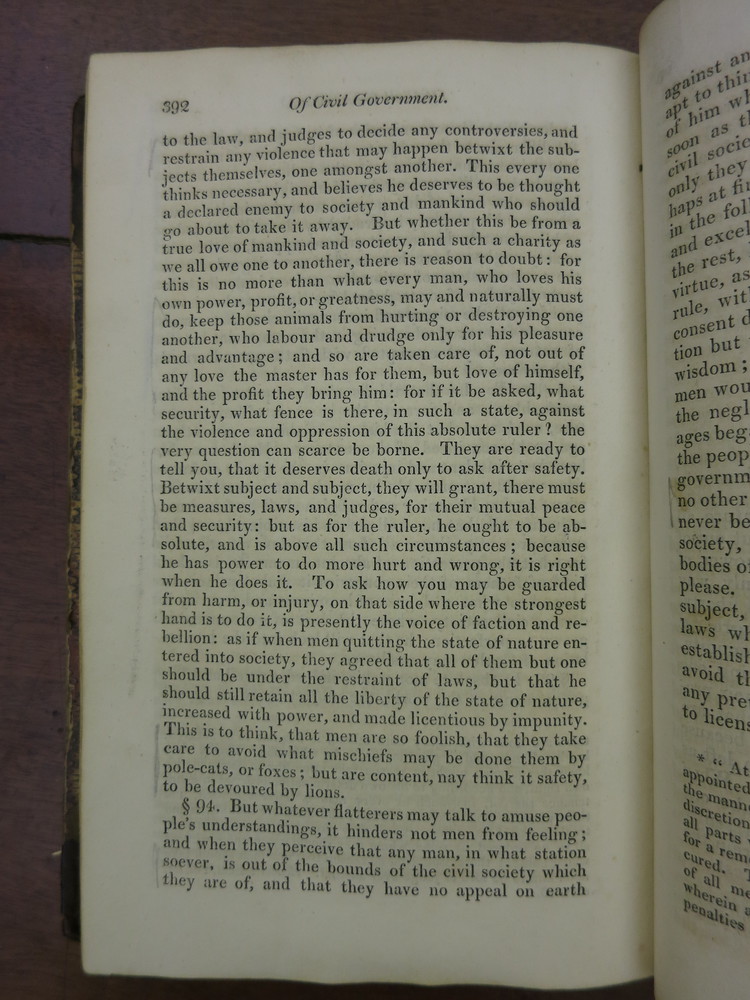 392
Of Civil Government.
to the law, and judges to decide any controversies, and
restrain any violence that may happen betwixt the sub-
jects themselves, one amongst another. This every one
thinks necessary, and believes he deserves to be thought
a declared enemy to society and mankind who should
go about to take it away. But whether this be from a
true love of mankind and society, and such a charity as
we all owe one to another, there is reason to doubt: for
this is no more than what every man, who loves his
own power, profit, or greatness, may and naturally must
do, keep those animals from hurting or destroying one
another, who labour and drudge only for his pleasure
and advantage; and so are taken care of, not out of
any love the master has for them, but love of himself,
and the profit they bring him: for if it be asked, what
security, what fence is there, in such a state, against
the violence and oppression of this absolute ruler? the
very question can scarce be borne. They are ready to
tell you, that it deserves death only to ask after safety.
Betwixt subject and subject, they will grant, there must
be measures, laws, and judges, for their mutual peace
and security: but as for the ruler, he ought to be ab-
solute, and is above all such circumstances; because
he has power to do more hurt and wrong, it is right
when he does it. To ask how you may be guarded
from harm, or injury, on that side where the strongest
hand is to do it, is presently the voice of faction and re-
bellion: as if when men quitting the state of nature en-
tered into society, they agreed that all of them but one
should be under the restraint of laws, but that he
should still retain all the liberty of the state of nature,
increased with power, and made licentious by impunity.
This is to think, that men are so foolish, that they take
care to avoid what mischiefs may be done them by
pole-cats, or foxes; but are content, nay think it safety,
to be devoured by lions.
§ 94. But whatever flatterers may talk to amuse peo-
ple's understandings, it hinders not men from feeling;
and when they perceive that any man, in what station
soever, is out of the bounds of the civil society which
they are of, and that they have no appeal on earth
against an
apt to thin
of him wh
soon as t
civil socie
only they
haps at fi
in the fol
and excel
the rest,
virtue, as
rule, wit
consent
tion but
wisdom;
men wou
the negl
ages beg
the peop
governm
no other
never be
society,
bodies o
please.
subject,
laws wh
establish
avoid th
any pre
to licens
* " At
appointed
the manne
discretion
all parts
for a rem
cured. T
of all me
wherein a
penalties